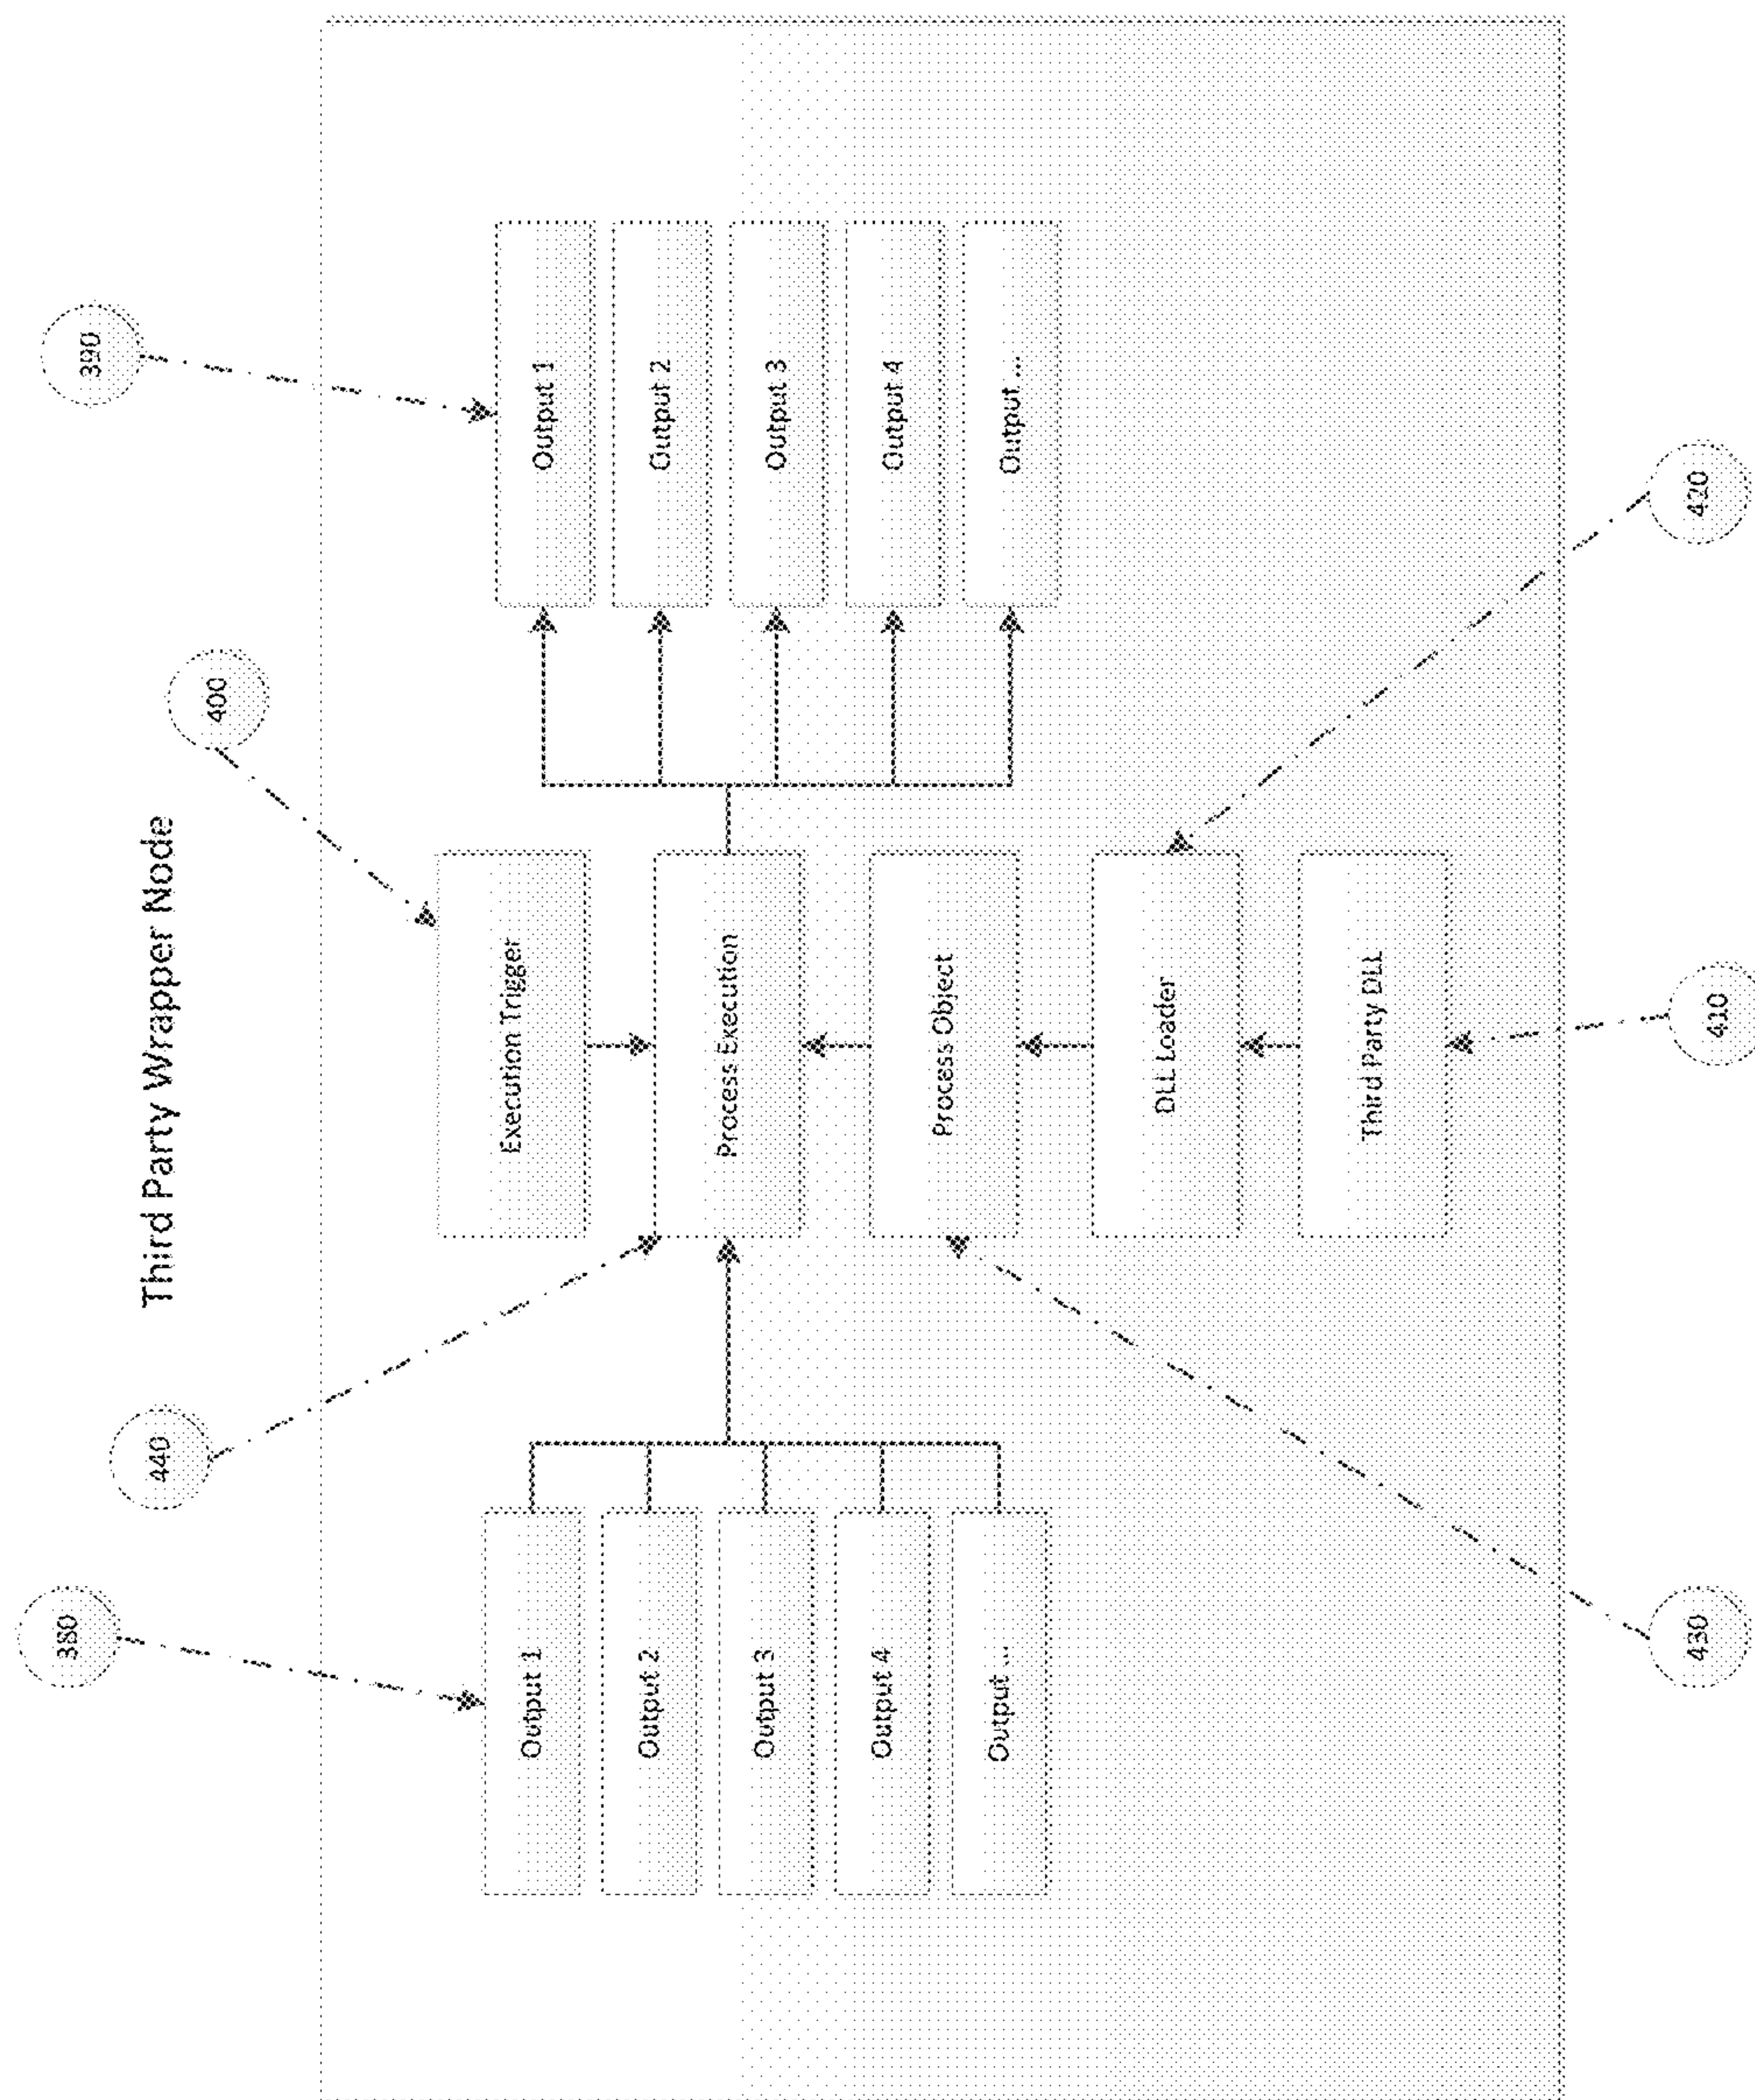 Third Party Wrapper Node
380
440
400
390
Output 1
Output 2
Output 3
Output 4
Output ...
Execution Trigger
Process Execution
Process Object
DLL Loader
Third Party DLL
Output 1
Output 2
Output 3
Output 4
Output ...
430
410
420